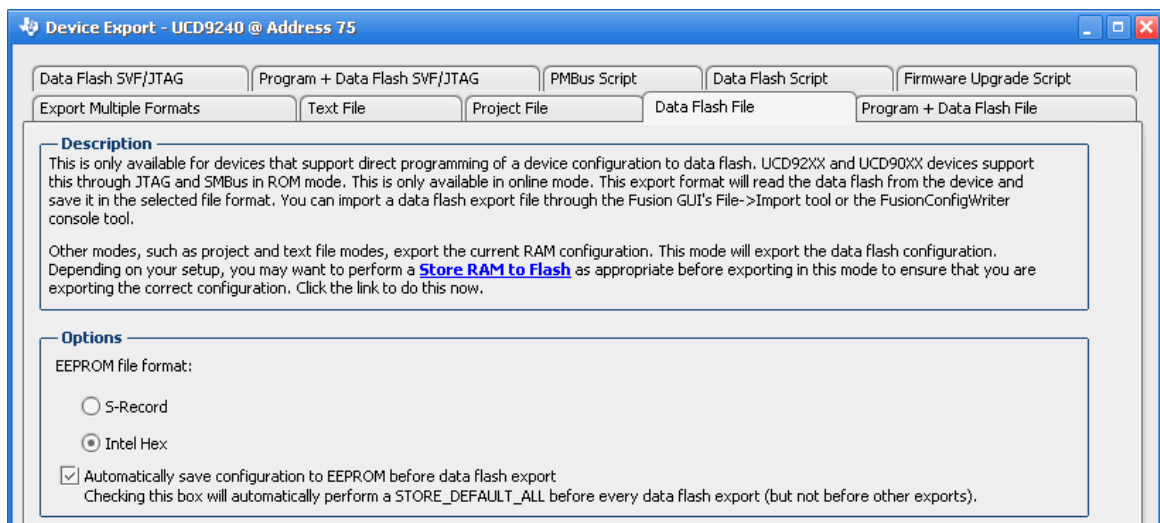 Device Export - UCD9240 @ Address 75
Data Flash SVF/JTAG
Program + Data Flash SVF/JTAG
PMBus Script
Data Flash Script
Firmware Upgrade Script
Export Multiple Formats
Text File
Project File
Data Flash File
Program + Data Flash File
Description
This is only available for devices that support direct programming of a device configuration to data flash. UCD92XX and UCD90XX devices support
this through JTAG and SMBus in ROM mode. This is only available in online mode. This export format will read the data flash from the device and
save it in the selected file format. You can import a data flash export file through the Fusion GUI's File->Import tool or the FusionConfigWriter
console tool.
Other modes, such as project and text file modes, export the current RAM configuration. This mode will export the data flash configuration.
Depending on your setup, you may want to perform a Store RAM to Flash as appropriate before exporting in this mode to ensure that you are
exporting the correct configuration. Click the link to do this now.
Options
EEPROM file format:
S-Record
Intel Hex
Automatically save configuration to EEPROM before data flash export
Checking this box will automatically perform a STORE_DEFAULT_ALL before every data flash export (but not before other exports).